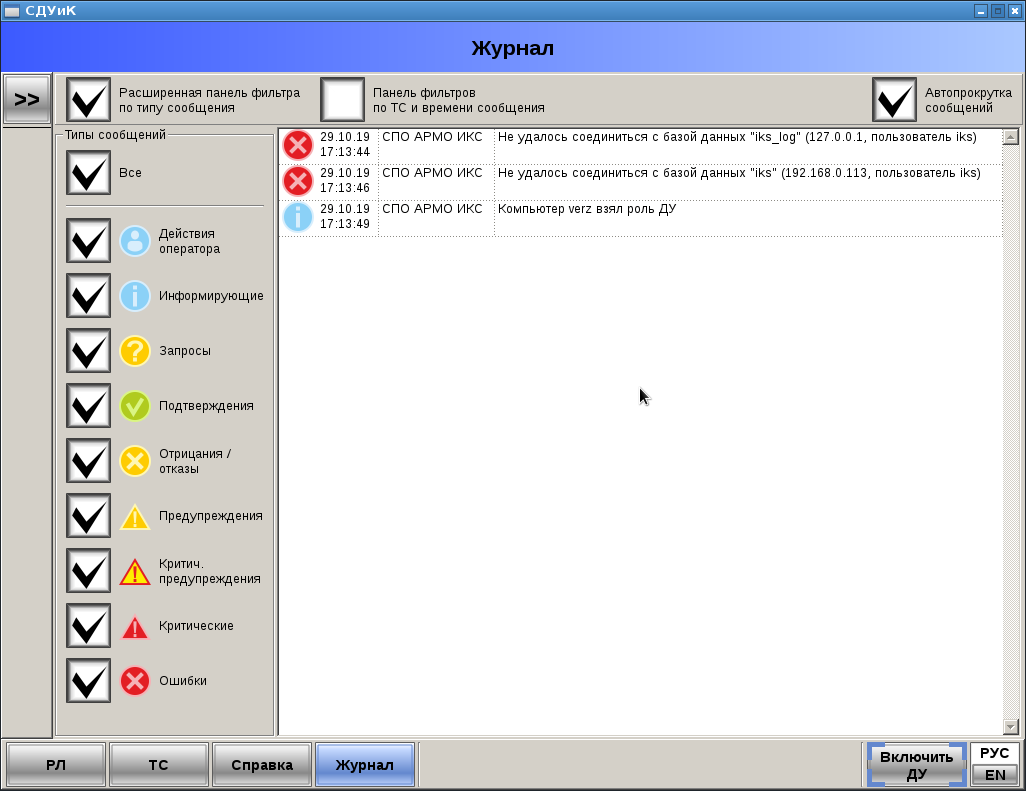 СДУиК
Журнал
>>
Расширенная панель фильтра
по типу сообщения
Панель фильтров
по ТС и времени сообщения
Автопрокрутка
сообщений
Типы сообщений
Все
Действия
оператора
Информирующие
Запросы
Подтверждения
Отрицания /
отказы
Предупреждения
Критич.
предупреждения
Критические
Ошибки
29.10.19 СПО АРМО ИКС Не удалось соединиться с базой данных "iks_log" (127.0.0.1, пользователь iks)
17:13:44
29.10.19 СПО АРМО ИКС Не удалось соединиться с базой данных "iks" (192.168.0.113, пользователь iks)
17:13:46
29.10.19 СПО АРМО ИКС Компьютер verz взял роль ДУ
17:13:49
РЛ
ТС
Справка
Журнал
Включить
ДУ
РУС
EN